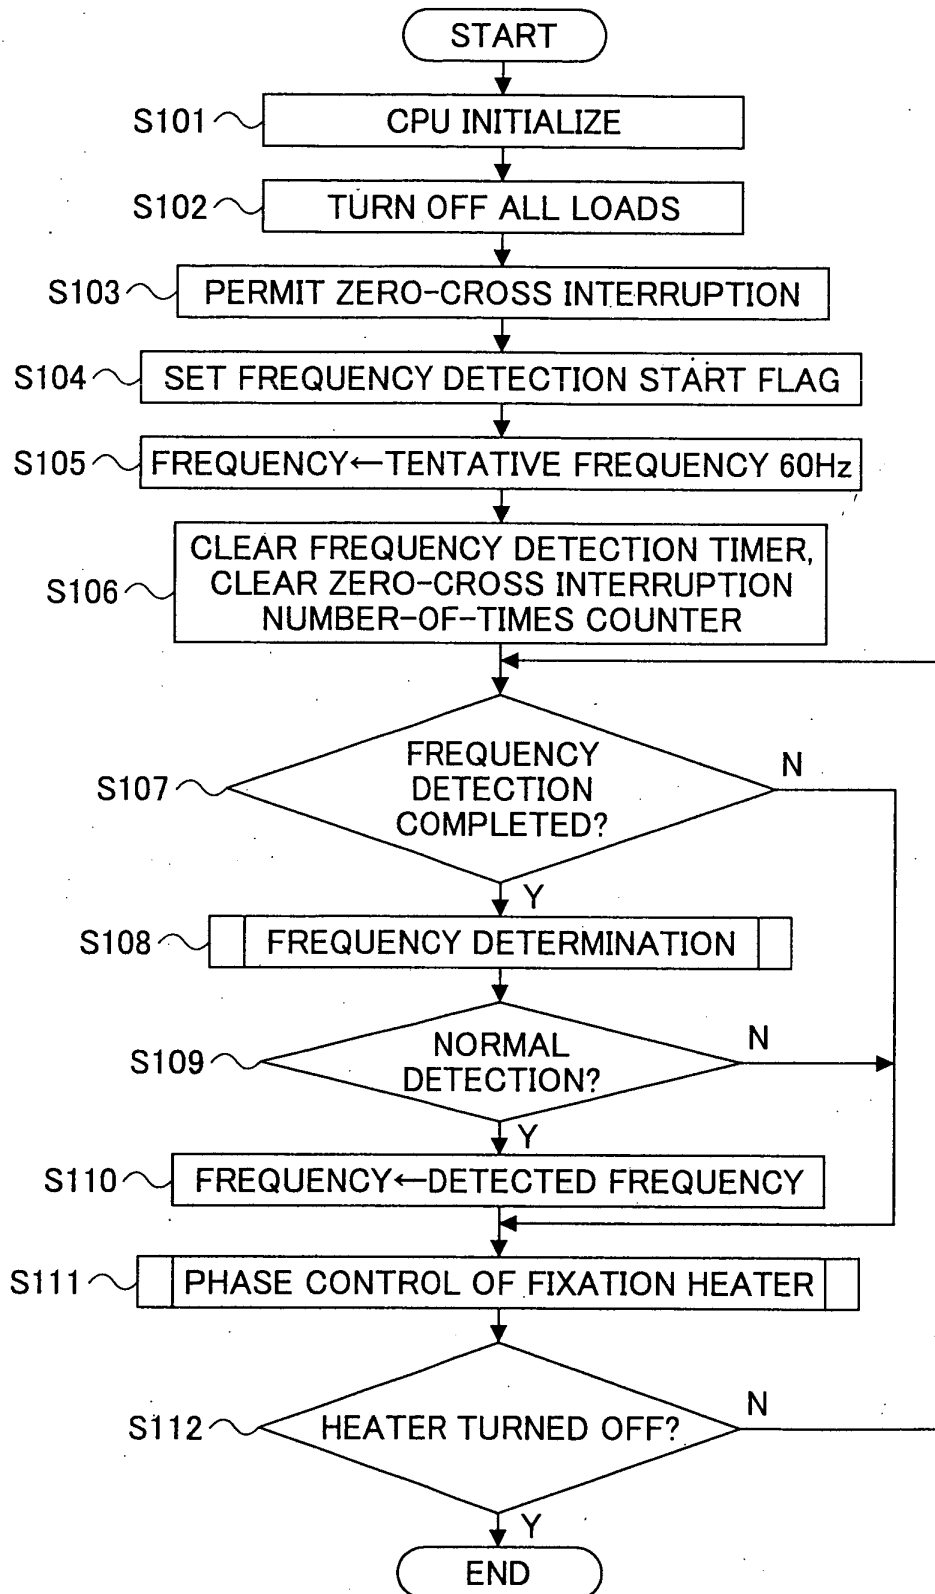 START
S101
CPU INITIALIZE
S102
TURN OFF ALL LOADS
S103
PERMIT ZERO-CROSS INTERRUPTION
S104
SET FREQUENCY DETECTION START FLAG
S105
FREQUENCY←TENTATIVE FREQUENCY 60Hz
S106
CLEAR FREQUENCY DETECTION TIMER,
CLEAR ZERO-CROSS INTERRUPTION
NUMBER-OF-TIMES COUNTER
S107
FREQUENCY
DETECTION
COMPLETED?
N
Y
S108
FREQUENCY DETERMINATION
S109
NORMAL
DETECTION?
N
Y
S110
FREQUENCY←DETECTED FREQUENCY
S111
PHASE CONTROL OF FIXATION HEATER
S112
HEATER TURNED OFF?
N
Y
END